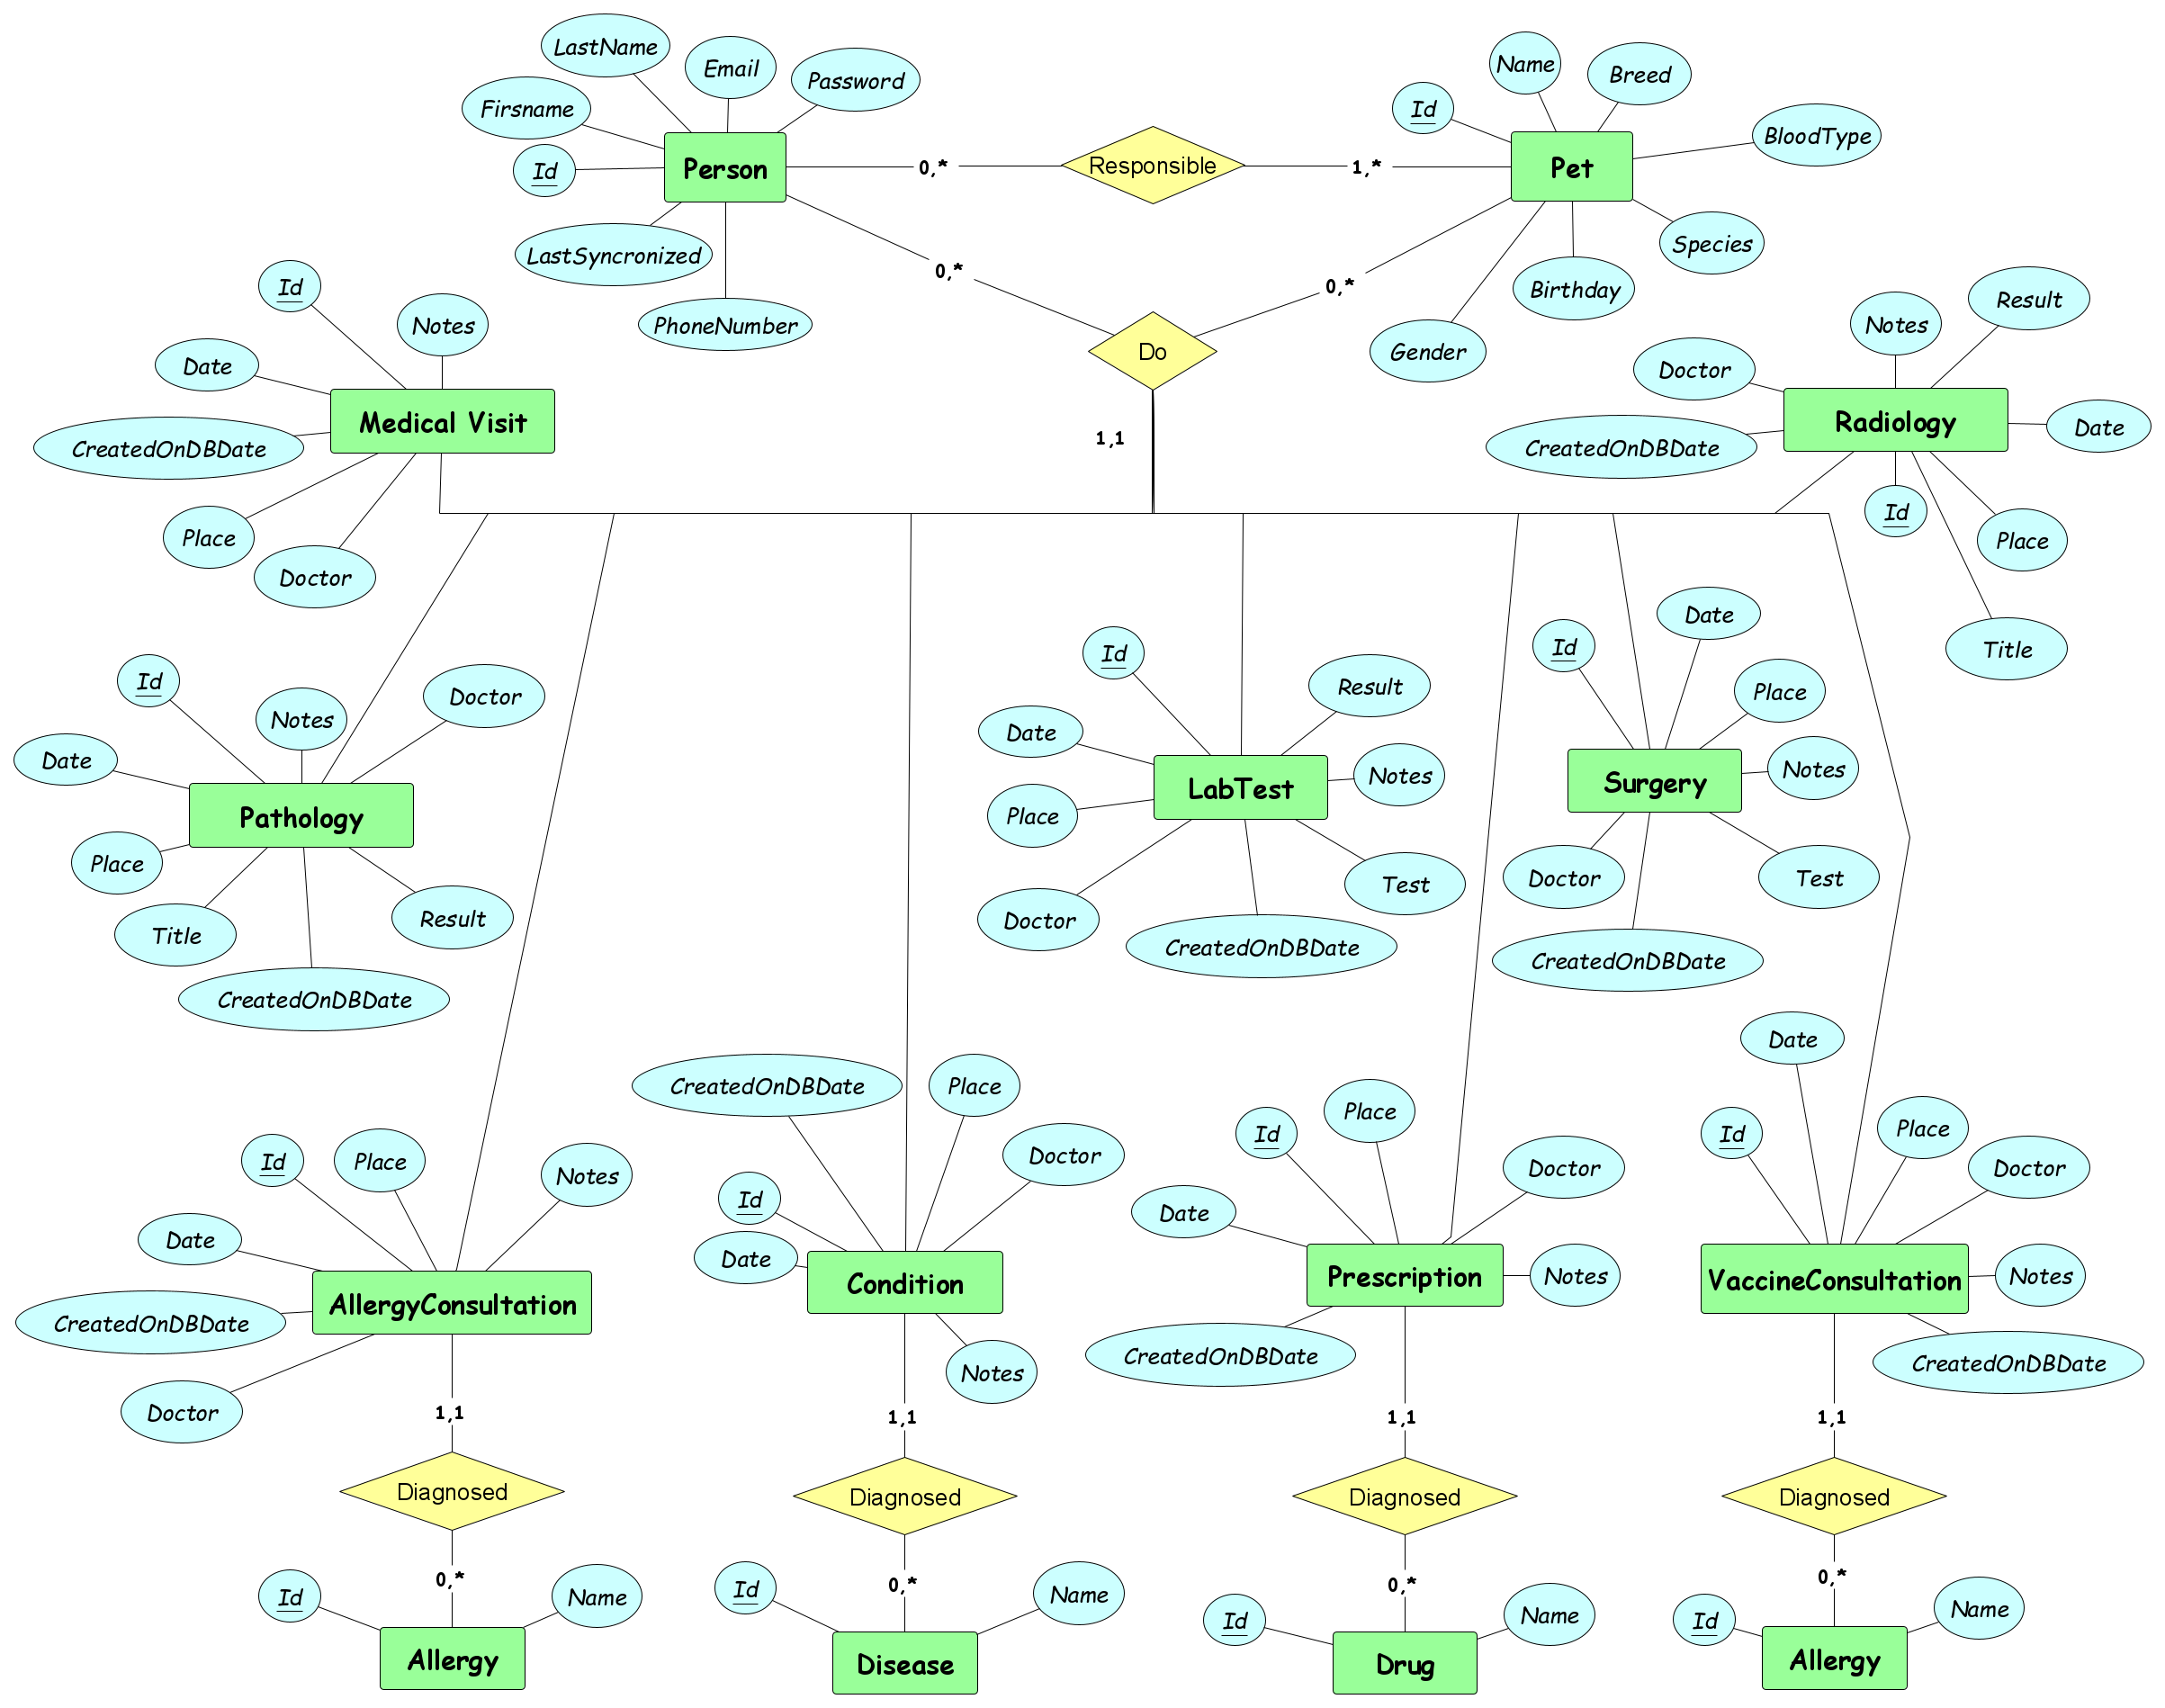 LastName
Email
Password
Firsname
Id
Person
LastSyncronized
PhoneNumber
0,*
Responsible
1,*
Name
Breed
Id
BloodType
Pet
Species
Birthday
Gender
0,*
0,*
Do
1,1
Id
Notes
Date
Medical Visit
CreatedOnDBDate
Place
Doctor
Result
Notes
Doctor
Radiology
Date
CreatedOnDBDate
Id
Place
Title
Id
Notes
Doctor
Date
Pathology
Place
Title
Result
CreatedOnDBDate
Id
Result
Date
Notes
LabTest
Place
Test
Doctor
CreatedOnDBDate
Date
Id
Place
Notes
Surgery
Doctor
Test
CreatedOnDBDate
Id
Place
Notes
Date
AllergyConsultation
CreatedOnDBDate
Doctor
1,1
Diagnosed
0,*
Id
Name
Allergy
CreatedOnDBDate
Place
Doctor
Id
Date
Condition
Notes
1,1
Diagnosed
0,*
Id
Name
Disease
Place
Id
Doctor
Date
Prescription
Notes
CreatedOnDBDate
1,1
Diagnosed
0,*
Id
Name
Drug
Date
Id
Place
Doctor
VaccineConsultation
Notes
CreatedOnDBDate
1,1
Diagnosed
0,*
Id
Name
Allergy